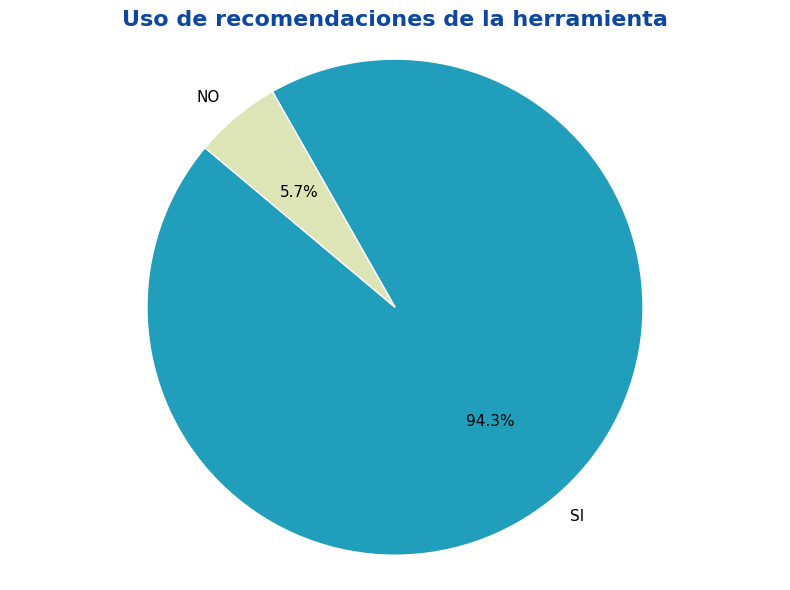 Uso de recomendaciones de la herramienta
NO
5.7%
94.3%
SI